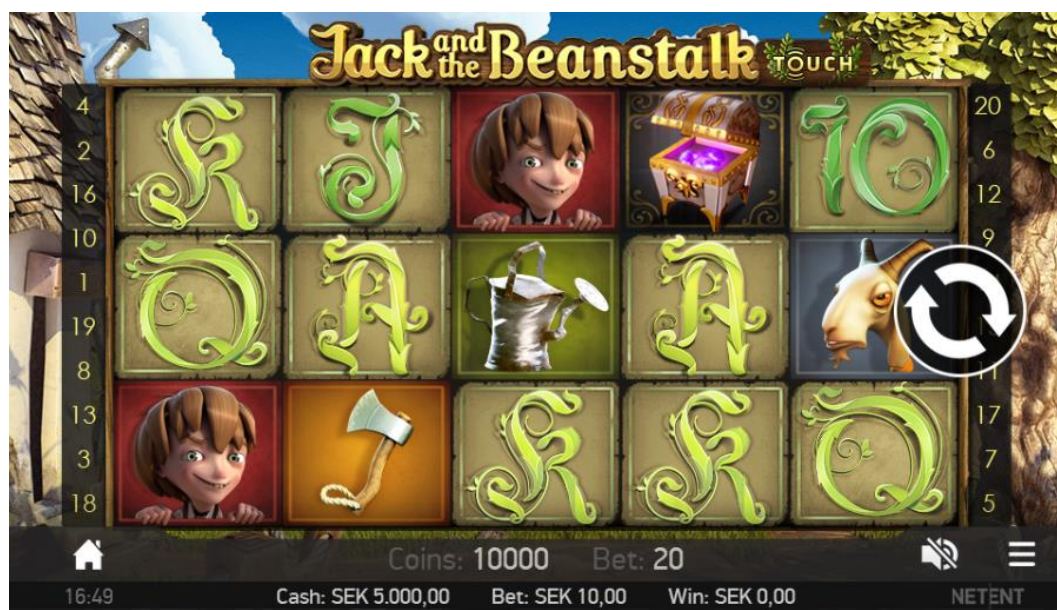 Jack and the Beanstalk TOUCH
4 K J 10 20
2 6
16 12
10 Q A A 9
1
19
8
13 K K Q 17
3 7
18 5
Coins: 10000 Bet: 20
16:49 Cash: SEK 5.000,00 Bet: SEK 10,00 Win: SEK 0,00 NETENT